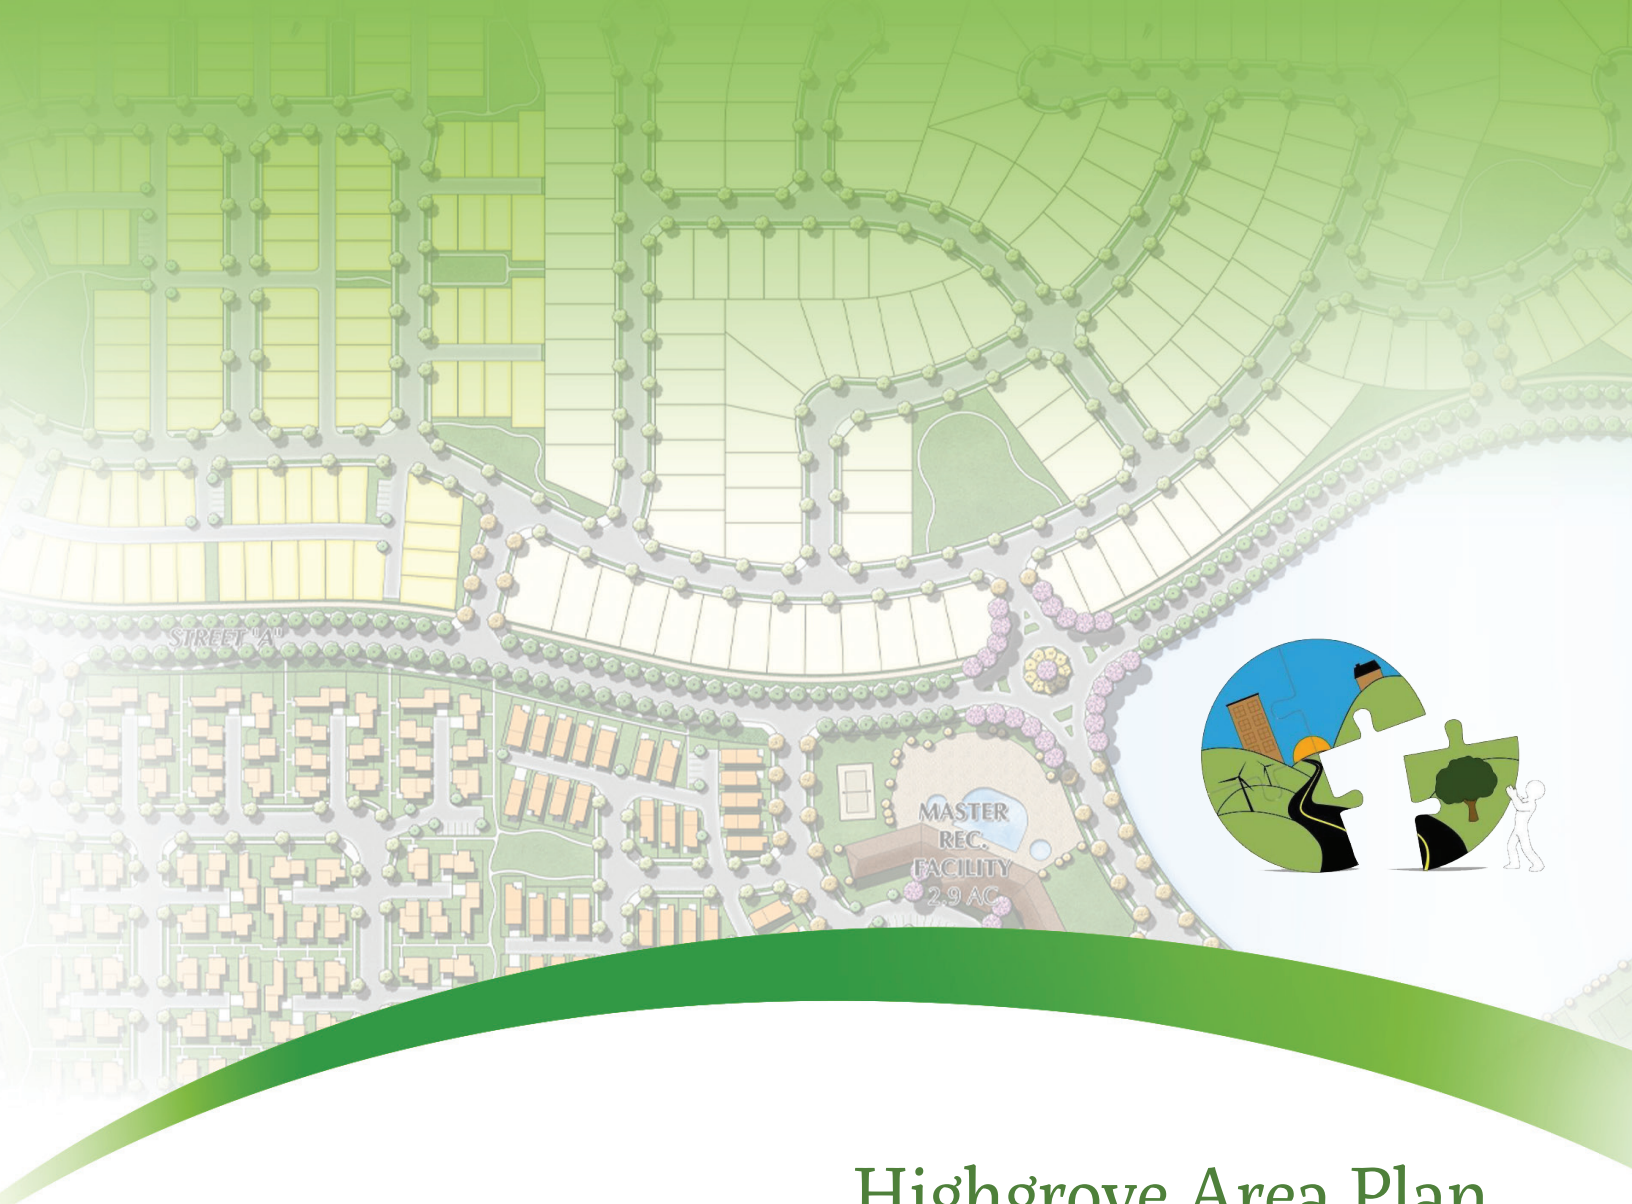 STREET "A"
MASTER
REC.
FACILITY
2.9 AC.
Highgrove Area Plan